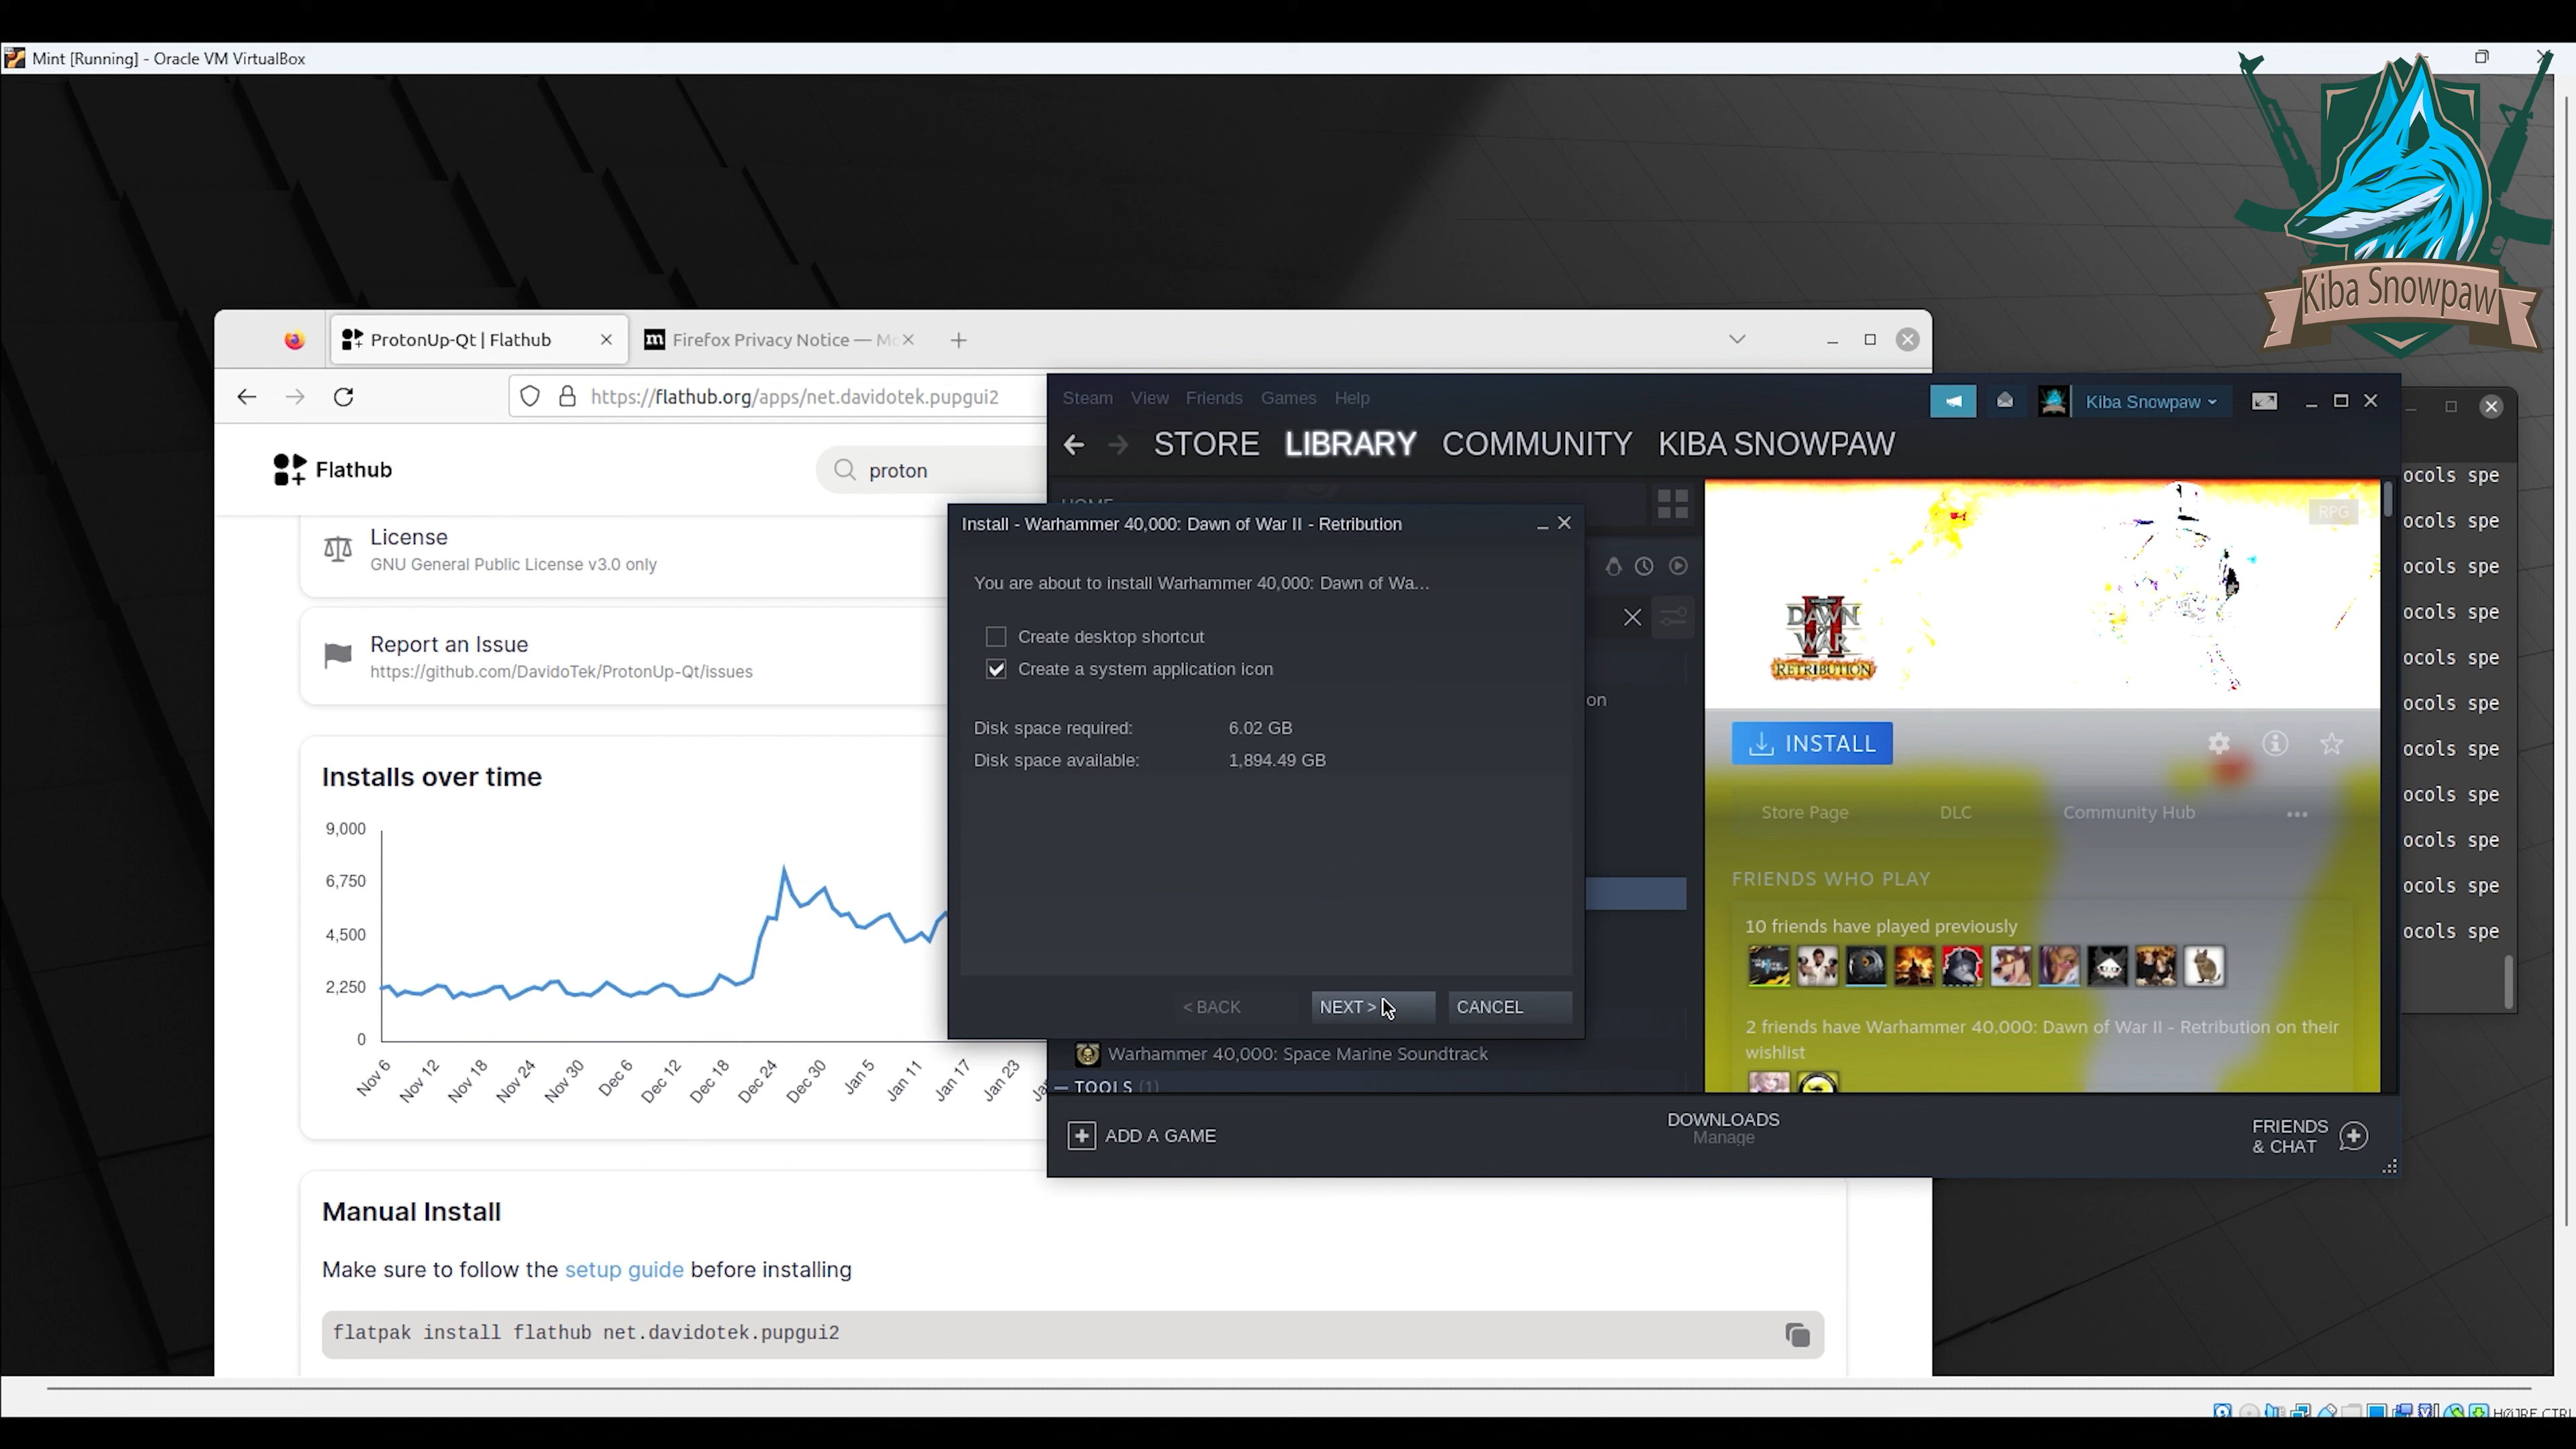 Mint [Running] - Oracle VM VirtualBox
Kiba Snowpaw
ProtonUp-Qt | Flathub
Firefox Privacy Notice — Mo
https://flathub.org/apps/net.davidotek.pupgui2
Flathub
proton
License
GNU General Public License v3.0 only
Report an Issue
https://github.com/DavidoTek/ProtonUp-Qt/issues
Installs over time
9,000
6,750
4,500
2,250
0
Nov 6
Nov 12
Nov 18
Nov 24
Nov 30
Dec 6
Dec 12
Dec 18
Dec 24
Dec 30
Jan 5
Jan 11
Jan 17
Jan 23
Manual Install
Make sure to follow the setup guide before installing
flatpak install flathub net.davidotek.pupgui2
Steam View Friends Games Help
Kiba Snowpaw
STORE LIBRARY COMMUNITY KIBA SNOWPAW
HOME
Install - Warhammer 40,000: Dawn of War II - Retribution
You are about to install Warhammer 40,000: Dawn of Wa...
Create desktop shortcut
Create a system application icon
Disk space required: 6.02 GB
Disk space available: 1,894.49 GB
< BACK
NEXT >
CANCEL
on
Warhammer 40,000: Space Marine Soundtrack
TOOLS (1)
RPG
DAWN
OF
WAR
II
RETRIBUTION
INSTALL
Store Page
DLC
Community Hub
FRIENDS WHO PLAY
10 friends have played previously
2 friends have Warhammer 40,000: Dawn of War II - Retribution on their
wishlist
ADD A GAME
DOWNLOADS
Manage
FRIENDS
& CHAT
ocols spe
ocols spe
ocols spe
ocols spe
ocols spe
ocols spe
ocols spe
ocols spe
ocols spe
ocols spe
ocols spe
HØJRE CTRL